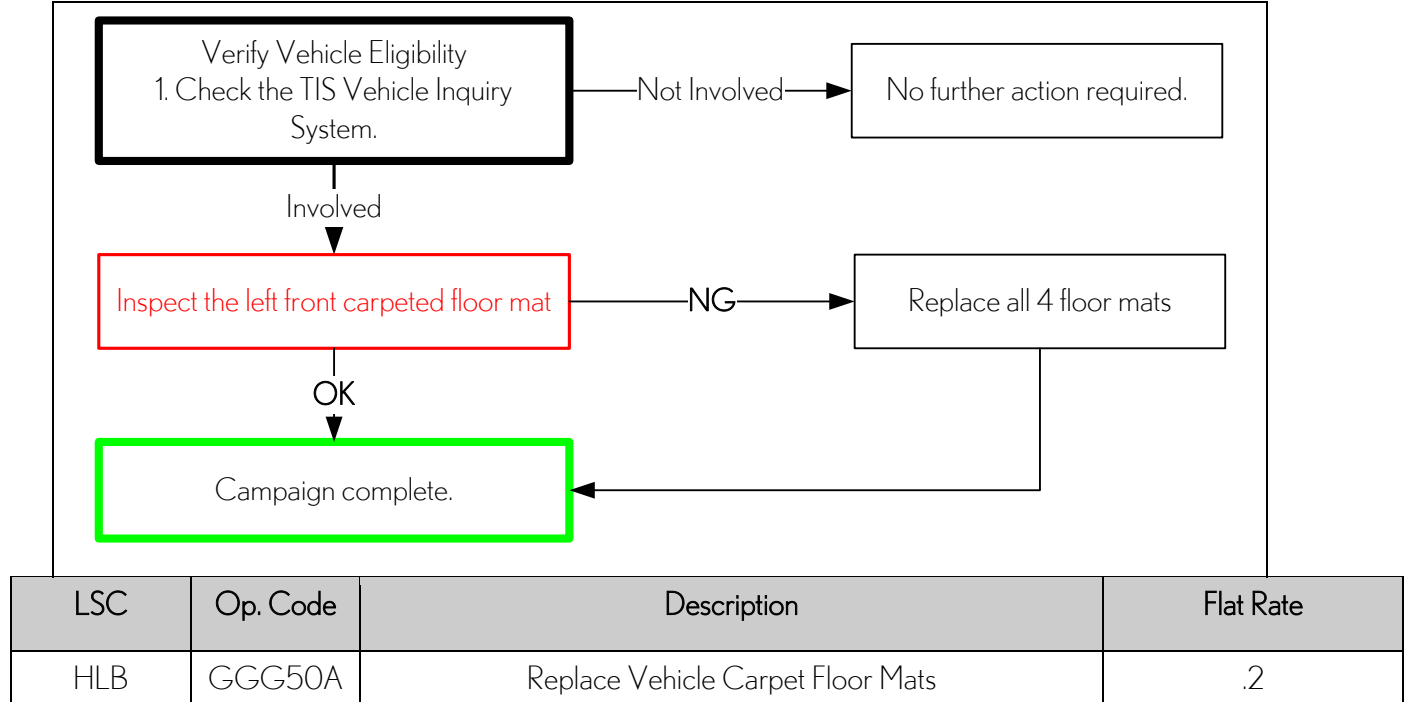 Verify Vehicle Eligibility
1. Check the TIS Vehicle Inquiry
System.
Not Involved
No further action required.
Involved
Inspect the left front carpeted floor mat
NG
Replace all 4 floor mats
OK
Campaign complete.
LSC Op. Code Description Flat Rate
HLB GGG50A Replace Vehicle Carpet Floor Mats .2